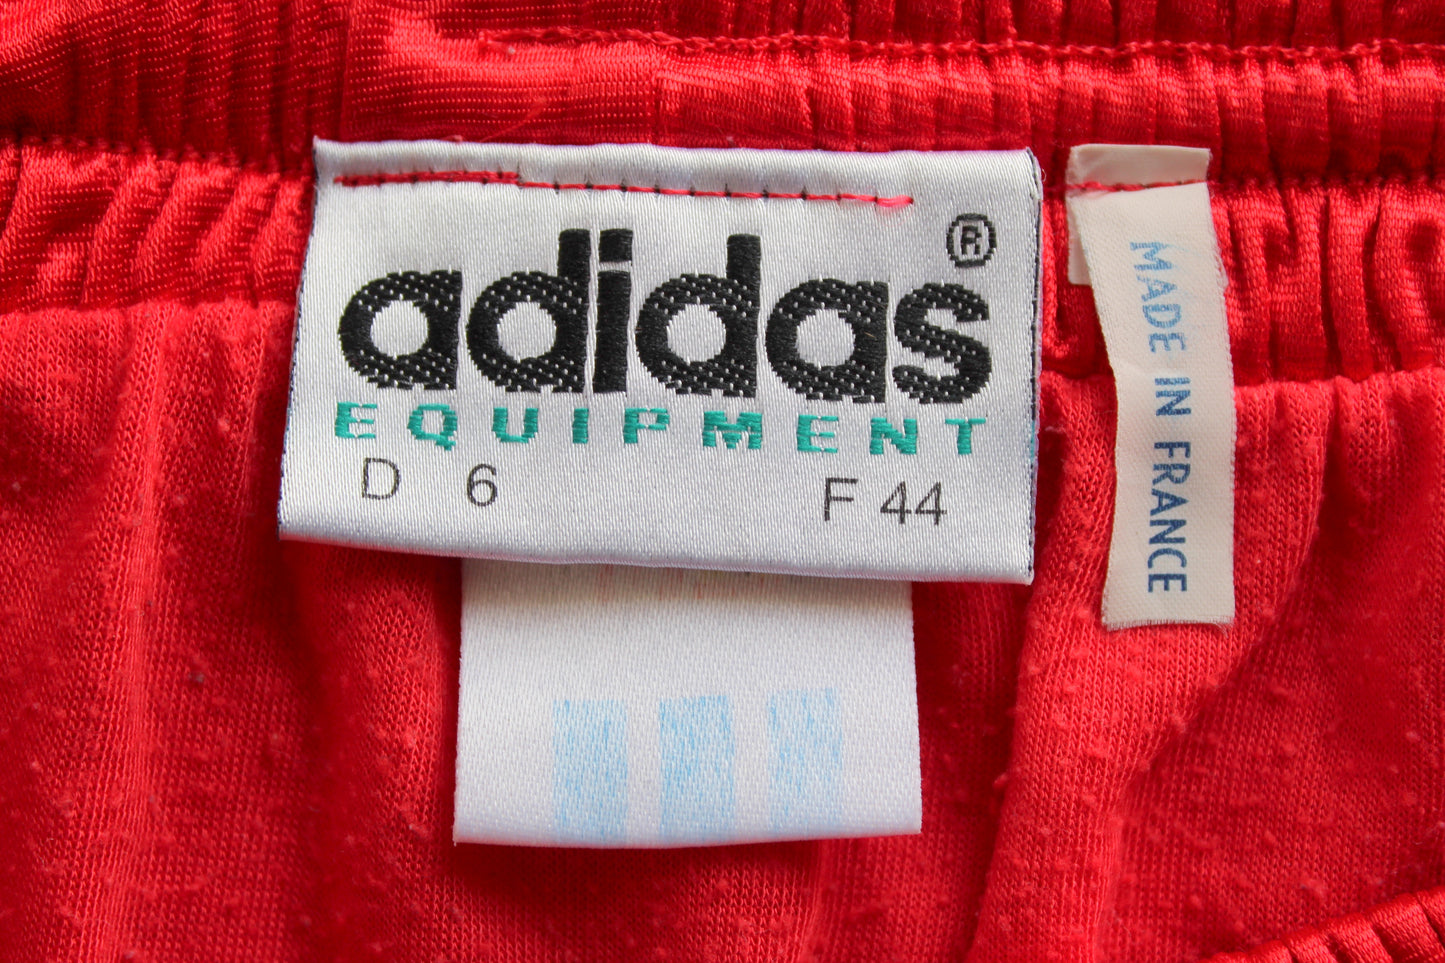 adidas ®
EQUIPMENT
D 6 F 44
MADE IN FRANCE